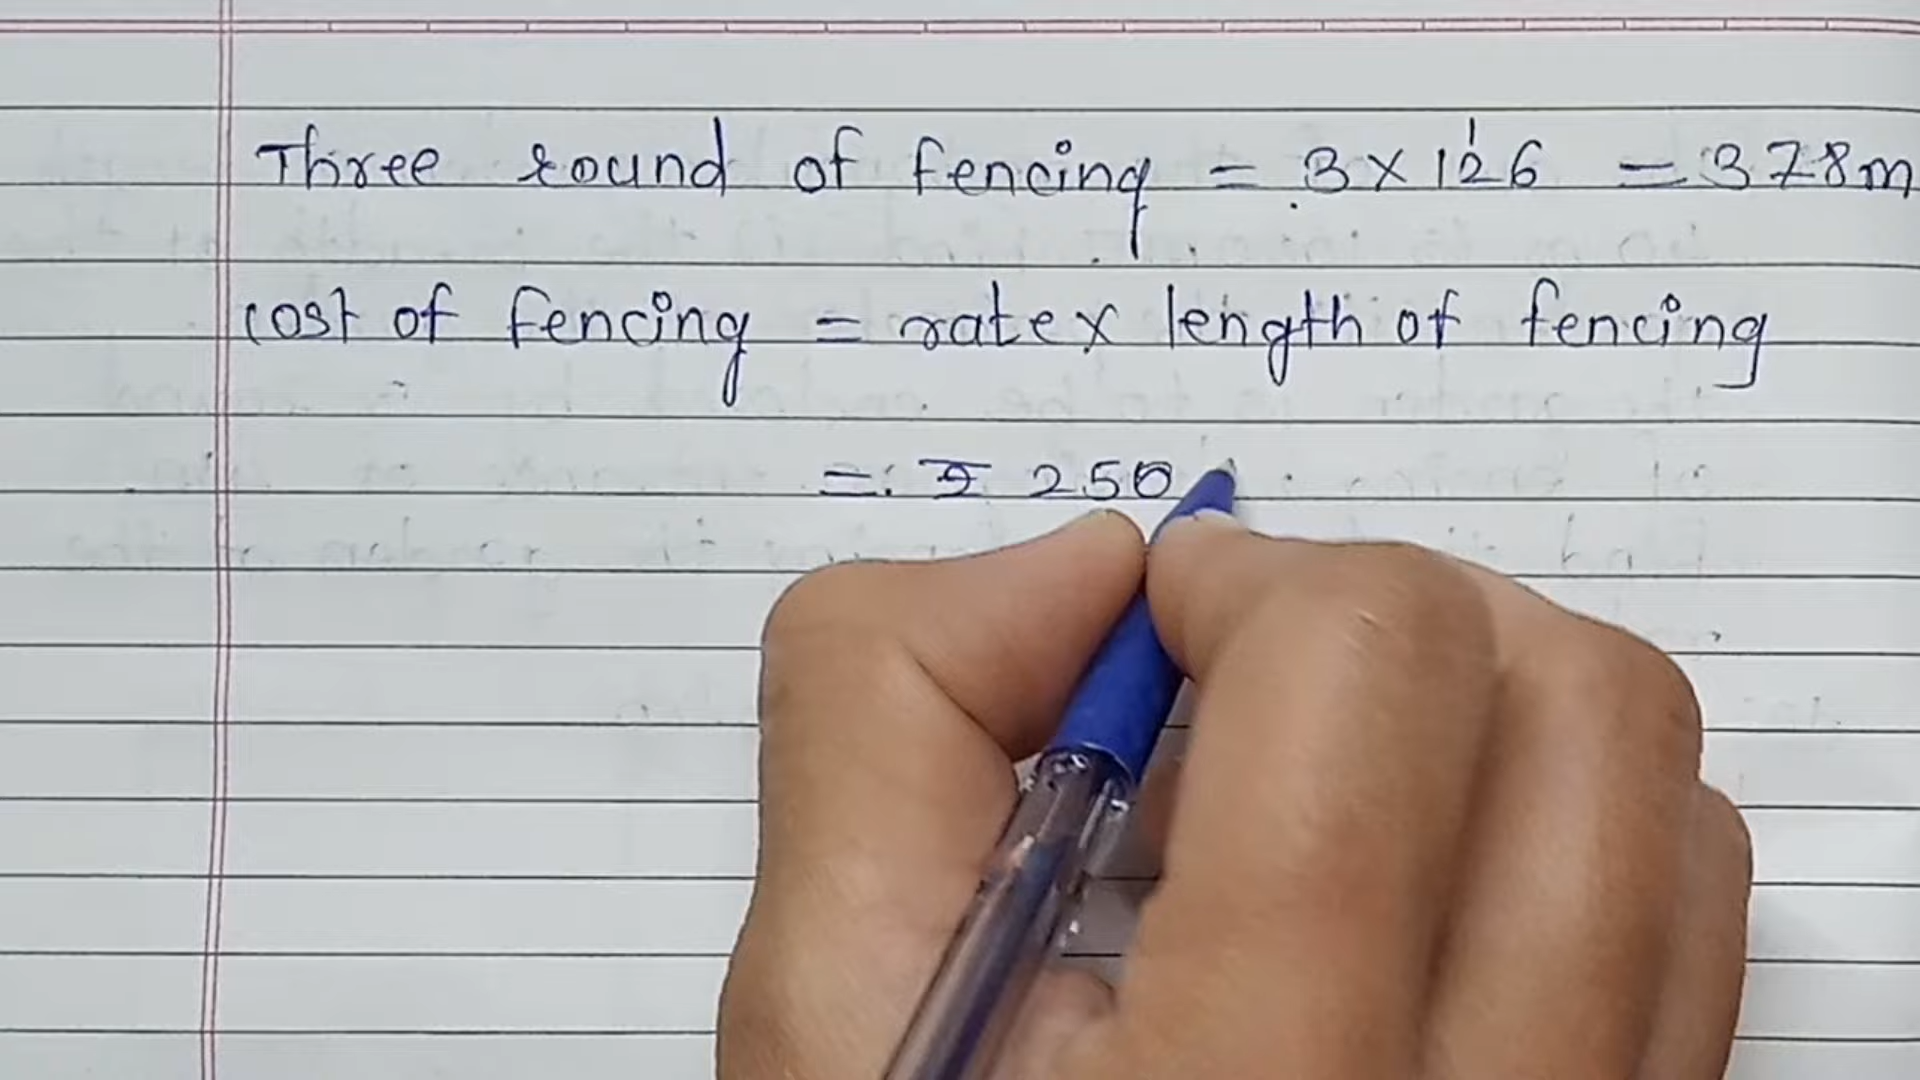 Three round of fencing = 3 × 126 = 378m
cost of fencing = rate × length of fencing
= ₹ 250